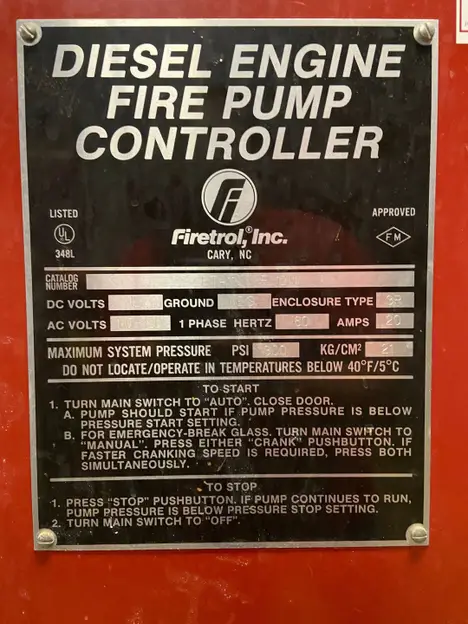 DIESEL ENGINE
FIRE PUMP
CONTROLLER
LISTED
UL
348L
APPROVED
FM
Firetrol,® Inc.
CARY, NC
CATALOG
NUMBER
DC VOLTS GROUND ENCLOSURE TYPE 3R
AC VOLTS 1 PHASE HERTZ 60 AMPS 20
MAXIMUM SYSTEM PRESSURE PSI 300 KG/CM² 21
DO NOT LOCATE/OPERATE IN TEMPERATURES BELOW 40°F/5°C
TO START
1. TURN MAIN SWITCH TO "AUTO". CLOSE DOOR.
A. PUMP SHOULD START IF PUMP PRESSURE IS BELOW
PRESSURE START SETTING.
B. FOR EMERGENCY-BREAK GLASS. TURN MAIN SWITCH TO
"MANUAL". PRESS EITHER "CRANK" PUSHBUTTON. IF
FASTER CRANKING SPEED IS REQUIRED, PRESS BOTH
SIMULTANEOUSLY.
TO STOP
1. PRESS "STOP" PUSHBUTTON. IF PUMP CONTINUES TO RUN,
PUMP PRESSURE IS BELOW PRESSURE STOP SETTING.
2. TURN MAIN SWITCH TO "OFF".